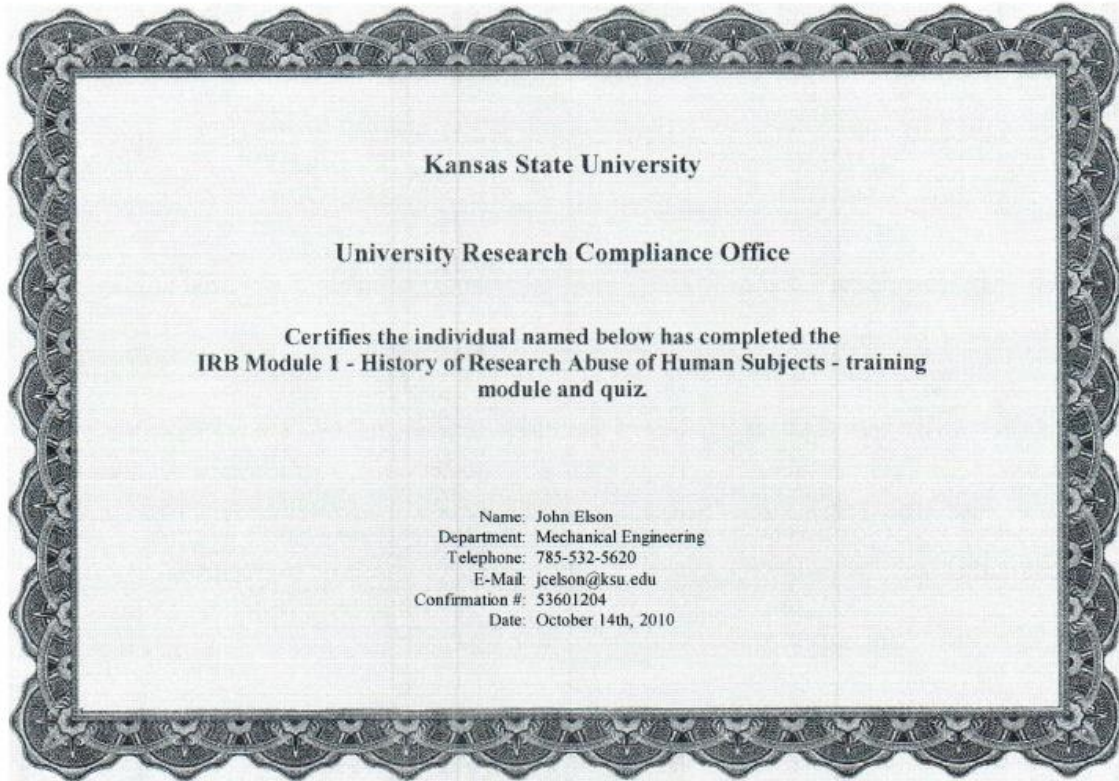 Kansas State University
University Research Compliance Office
Certifies the individual named below has completed the
IRB Module 1 - History of Research Abuse of Human Subjects - training
module and quiz.
Name: John Elson
Department: Mechanical Engineering
Telephone: 785-532-5620
E-Mail: jcelson@ksu.edu
Confirmation #: 53601204
Date: October 14th, 2010